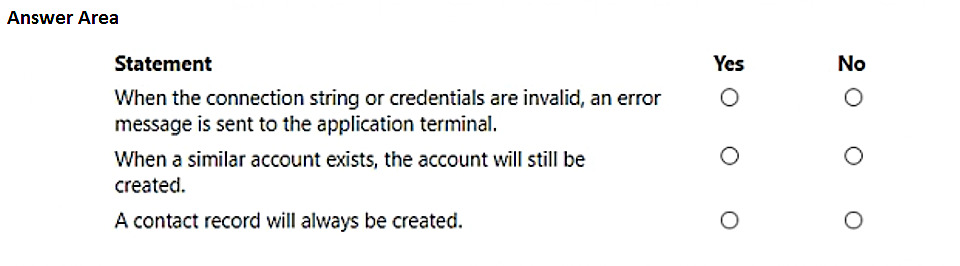 Answer Area
Statement Yes No
When the connection string or credentials are invalid, an error
message is sent to the application terminal.
When a similar account exists, the account will still be
created.
A contact record will always be created.